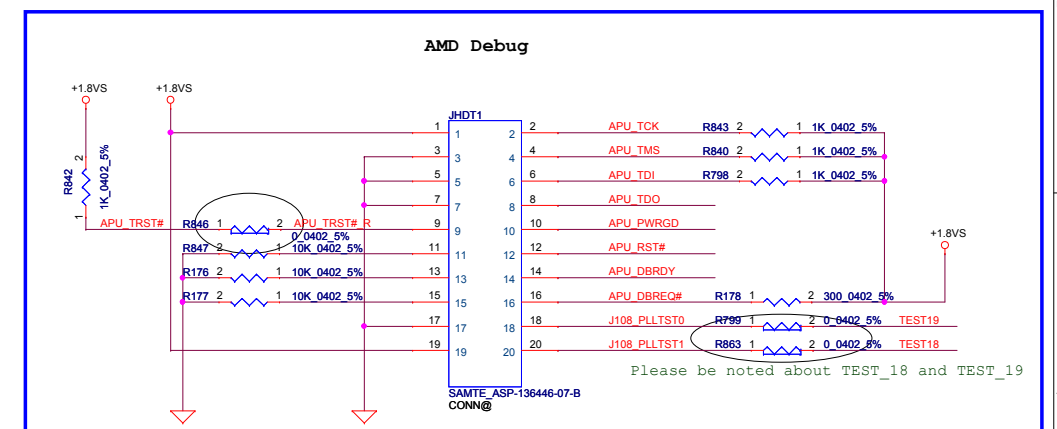 AMD Debug
+1.8VS
+1.8VS
JHDT1
R842
1
2
1K_0402_5%
1 1 2 2 APU_TCK R843 2 1 1K_0402_5%
3 3 4 4 APU_TMS R840 2 1 1K_0402_5%
5 5 6 6 APU_TDI R798 2 1 1K_0402_5%
7 7 8 8 APU_TDO
APU_TRST# R846 1 2 APU_TRST#_R 9 9 10 10 APU_PWRGD
0_0402_5%
+1.8VS
R847 2 1 10K_0402_5% 11 11 12 12 APU_RST#
R176 2 1 10K_0402_5% 13 13 14 14 APU_DBRDY
R177 2 1 10K_0402_5% 15 15 16 16 APU_DBREQ# R178 1 2 300_0402_5%
17 17 18 18 J108_PLLTST0 R799 1 2 0_0402_5% TEST19
19 19 20 20 J108_PLLTST1 R863 1 2 0_0402_5% TEST18
Please be noted about TEST_18 and TEST_19
SAMTE_ASP-136446-07-B
CONN@